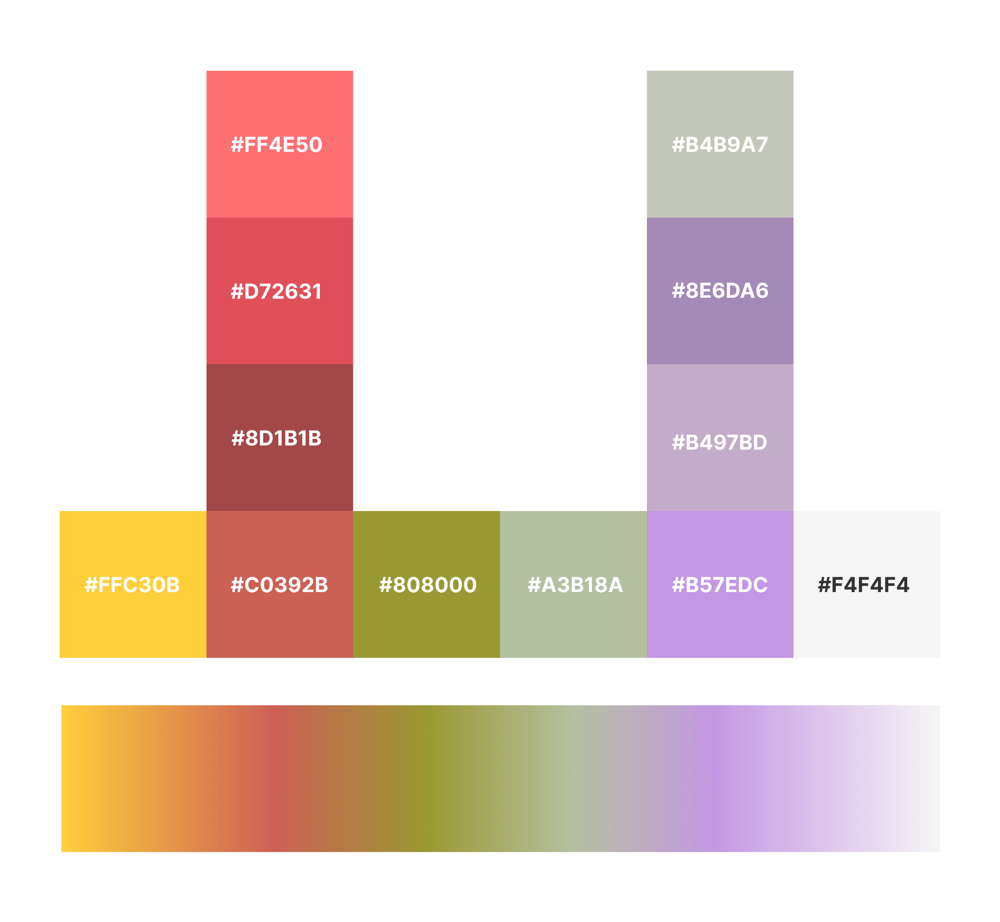 #FF4E50
#B4B9A7
#D72631
#8E6DA6
#8D1B1B
#B497BD
#FFC30B
#C0392B
#808000
#A3B18A
#B57EDC
#F4F4F4